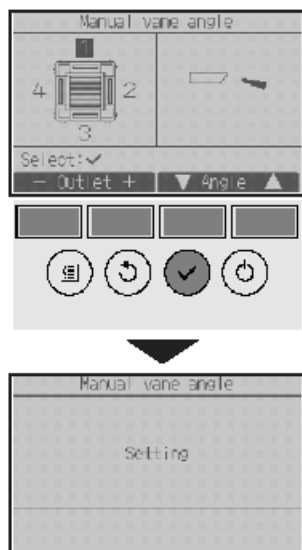 Manual vane angle
1
4 2
3
Select:✓
− Outlet + ▼ Angle ▲
Manual vane angle
Setting